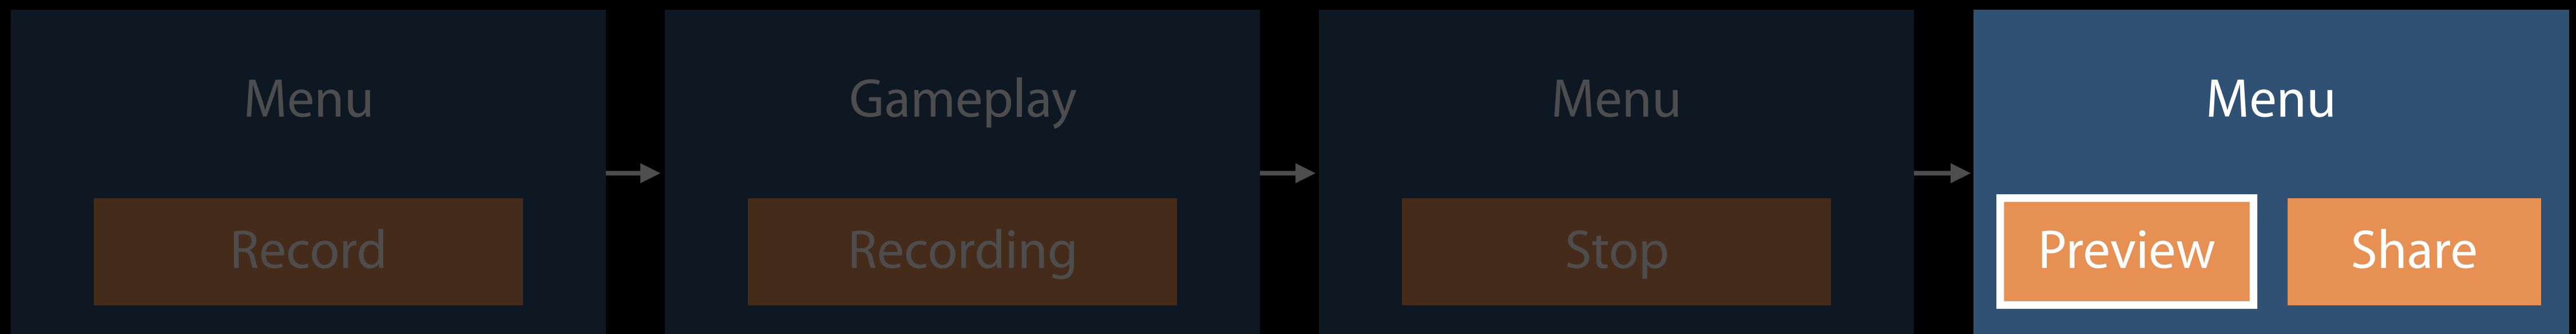 Menu
Record
Gameplay
Recording
Menu
Stop
Menu
Preview
Share